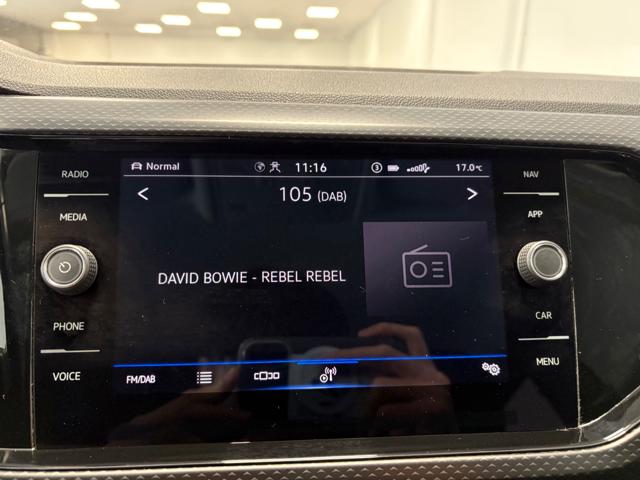 RADIO
MEDIA
PHONE
VOICE
Normal
11:16
3
17.0°C
105 (DAB)
DAVID BOWIE - REBEL REBEL
FM/DAB
NAV
APP
CAR
MENU